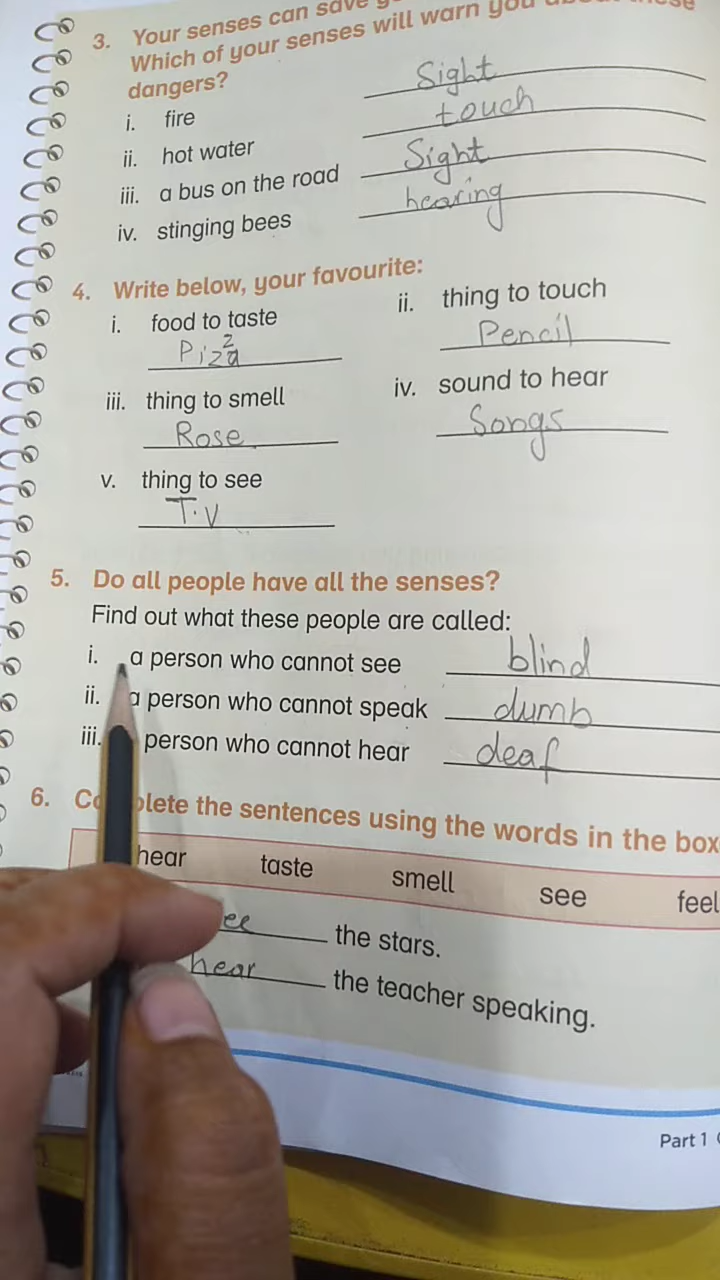 3. Your senses can save
Which of your senses will warn you about these
dangers?
i. fire Sight
ii. hot water touch
iii. a bus on the road Sight
iv. stinging bees hearing
4. Write below, your favourite:
i. food to taste ii. thing to touch
Pizza Pencil
iii. thing to smell iv. sound to hear
Rose Songs
v. thing to see
T.V
5. Do all people have all the senses?
Find out what these people are called:
i. a person who cannot see blind
ii. a person who cannot speak dumb
iii. person who cannot hear deaf
6. Complete the sentences using the words in the box
hear taste smell see feel
ee the stars.
hear the teacher speaking.
Part 1